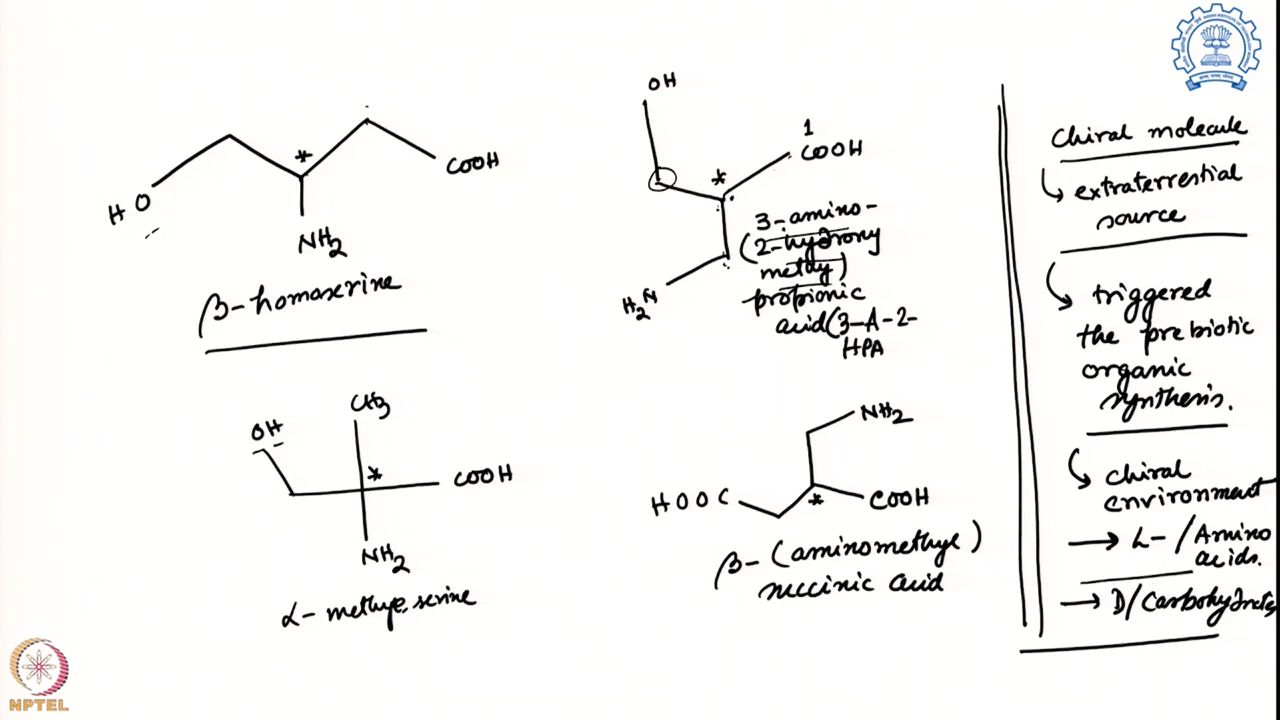 HO
*
COOH
NH2
β-homoserine
OH
1
COOH
*
H2N
3-amino-
(2-hydroxy
methy)
propionic
acid (3-A-2-
HPA
OH
CH3
*
COOH
NH2
α-methyl serine
NH2
HOOC
*
COOH
β-(aminomethyl)
succinic acid
Chiral molecule
extraterrestial
source
triggered
the prebiotic
organic
synthesis.
chiral
environment
→ L-/Amino
acids.
→ D/Carbohydrates
NPTEL